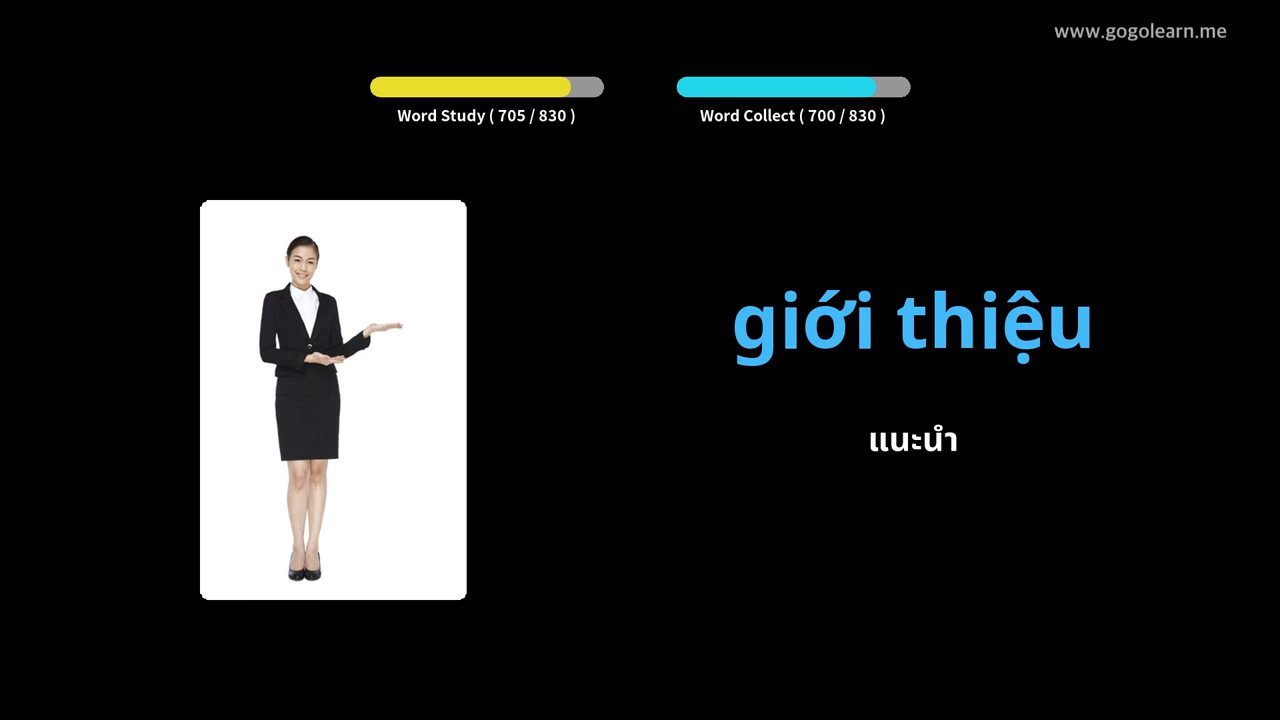 www.gogolearn.me
Word Study ( 705 / 830 )
Word Collect ( 700 / 830 )
giới thiệu
แนะนำ